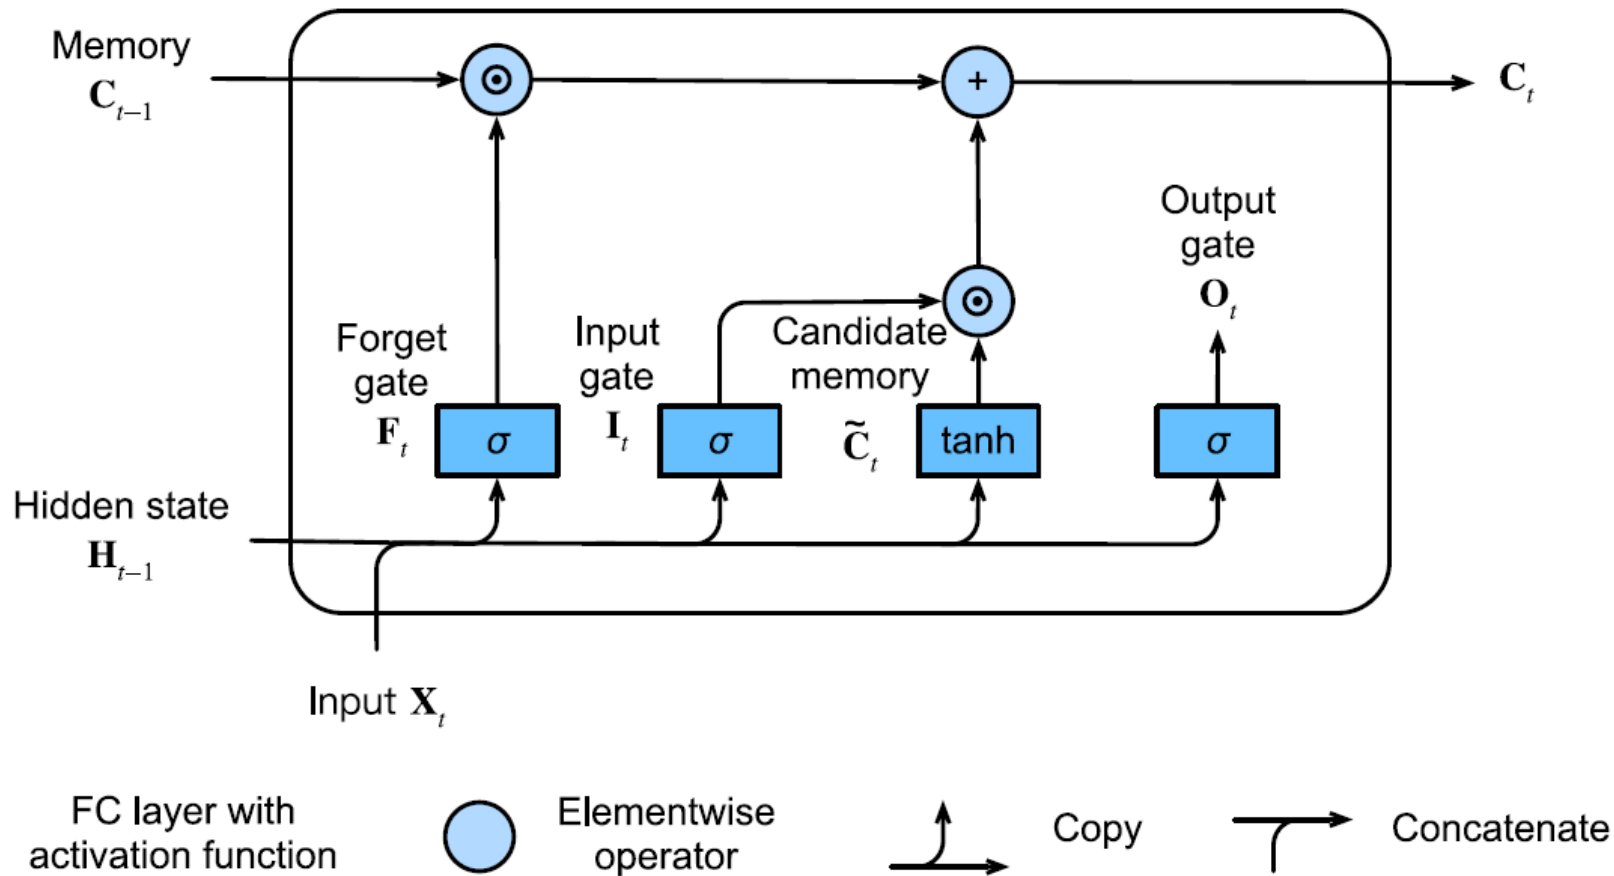 Memory
C_{t−1}
⊙
+
C_t
Output
gate
O_t
⊙
Forget
gate
F_t
Input
gate
I_t
Candidate
memory
C̃_t
σ
σ
tanh
σ
Hidden state
H_{t−1}
Input X_t
FC layer with
activation function
Elementwise
operator
Copy
Concatenate